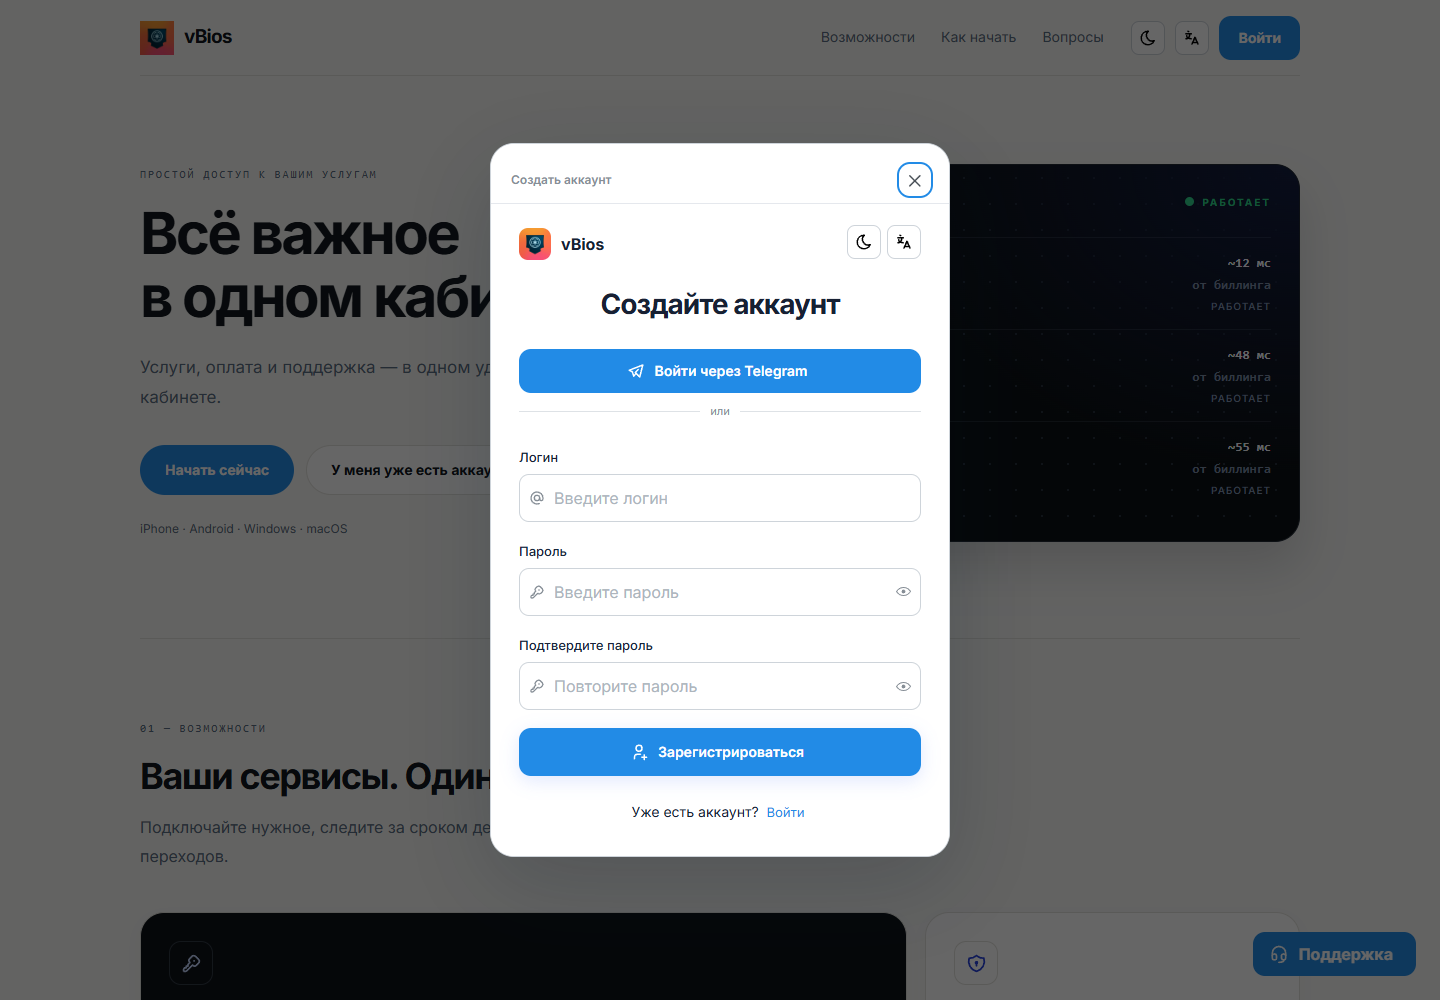 vBios
Возможности
Как начать
Вопросы
Войти
ПРОСТОЙ ДОСТУП К ВАШИМ УСЛУГАМ
Всё важное
в одном каби
Услуги, оплата и поддержка — в одном уд
кабинете.
Начать сейчас
У меня уже есть аккау
iPhone · Android · Windows · macOS
РАБОТАЕТ
~12 мс
от биллинга
РАБОТАЕТ
~48 мс
от биллинга
РАБОТАЕТ
~55 мс
от биллинга
РАБОТАЕТ
Создать аккаунт
vBios
Создайте аккаунт
Войти через Telegram
или
Логин
Введите логин
Пароль
Введите пароль
Подтвердите пароль
Повторите пароль
Зарегистрироваться
Уже есть аккаунт? Войти
01 — ВОЗМОЖНОСТИ
Ваши сервисы. Один
Подключайте нужное, следите за сроком де
переходов.
Поддержка